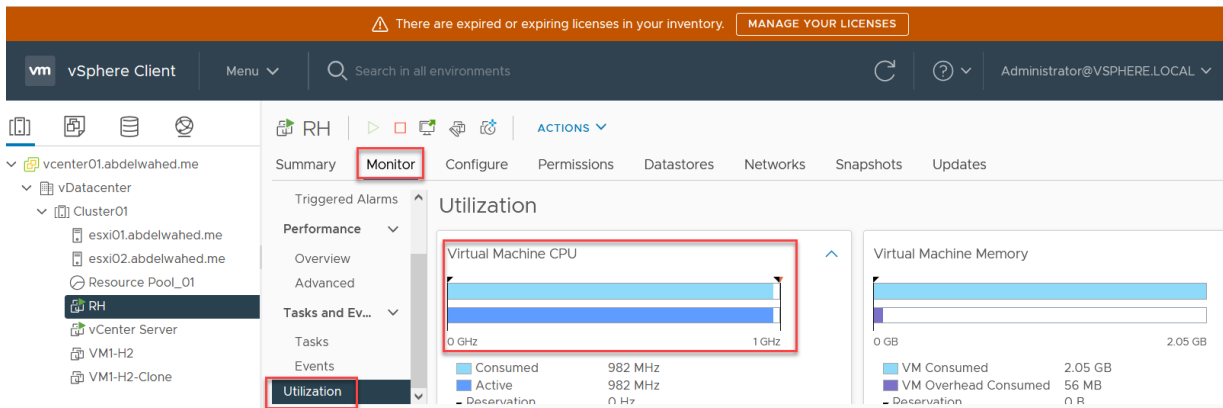 There are expired or expiring licenses in your inventory. MANAGE YOUR LICENSES
vm vSphere Client Menu Search in all environments Administrator@VSPHERE.LOCAL
RH ACTIONS
Summary Monitor Configure Permissions Datastores Networks Snapshots Updates
vcenter01.abdelwahed.me
vDatacenter
Cluster01
esxi01.abdelwahed.me
esxi02.abdelwahed.me
Resource Pool_01
RH
vCenter Server
VM1-H2
VM1-H2-Clone
Triggered Alarms
Performance
Overview
Advanced
Tasks and Ev...
Tasks
Events
Utilization
Utilization
Virtual Machine CPU
0 GHz 1 GHz
Consumed 982 MHz
Active 982 MHz
Reservation 0 Hz
Virtual Machine Memory
0 GB 2.05 GB
VM Consumed 2.05 GB
VM Overhead Consumed 56 MB
Reservation 0 B